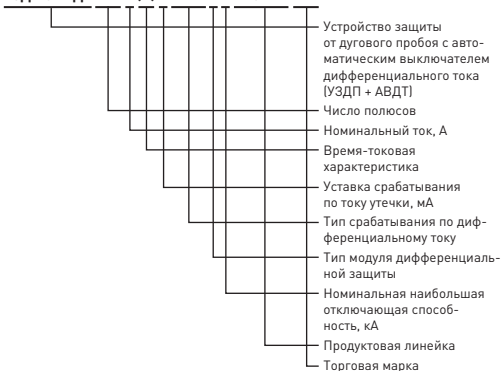 Устройство защиты
от дугового пробоя с авто-
матическим выключателем
дифференциального тока
(УЗДП + АВДТ)
Число полюсов
Номинальный ток, А
Время-токовая
характеристика
Уставка срабатывания
по току утечки, мА
Тип срабатывания по диф-
ференциальному току
Тип модуля дифференциаль-
ной защиты
Номинальная наибольшая
отключающая способ-
ность, кА
Продуктовая линейка
Торговая марка